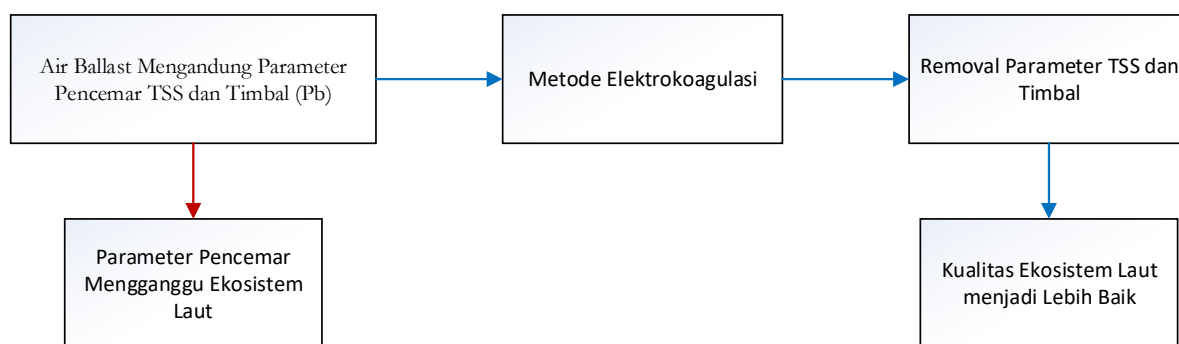 Air Ballast Mengandung Parameter
Pencemar TSS dan Timbal (Pb)
Metode Elektrokoagulasi
Removal Parameter TSS dan
Timbal
Parameter Pencemar
Mengganggu Ekosistem
Laut
Kualitas Ekosistem Laut
menjadi Lebih Baik